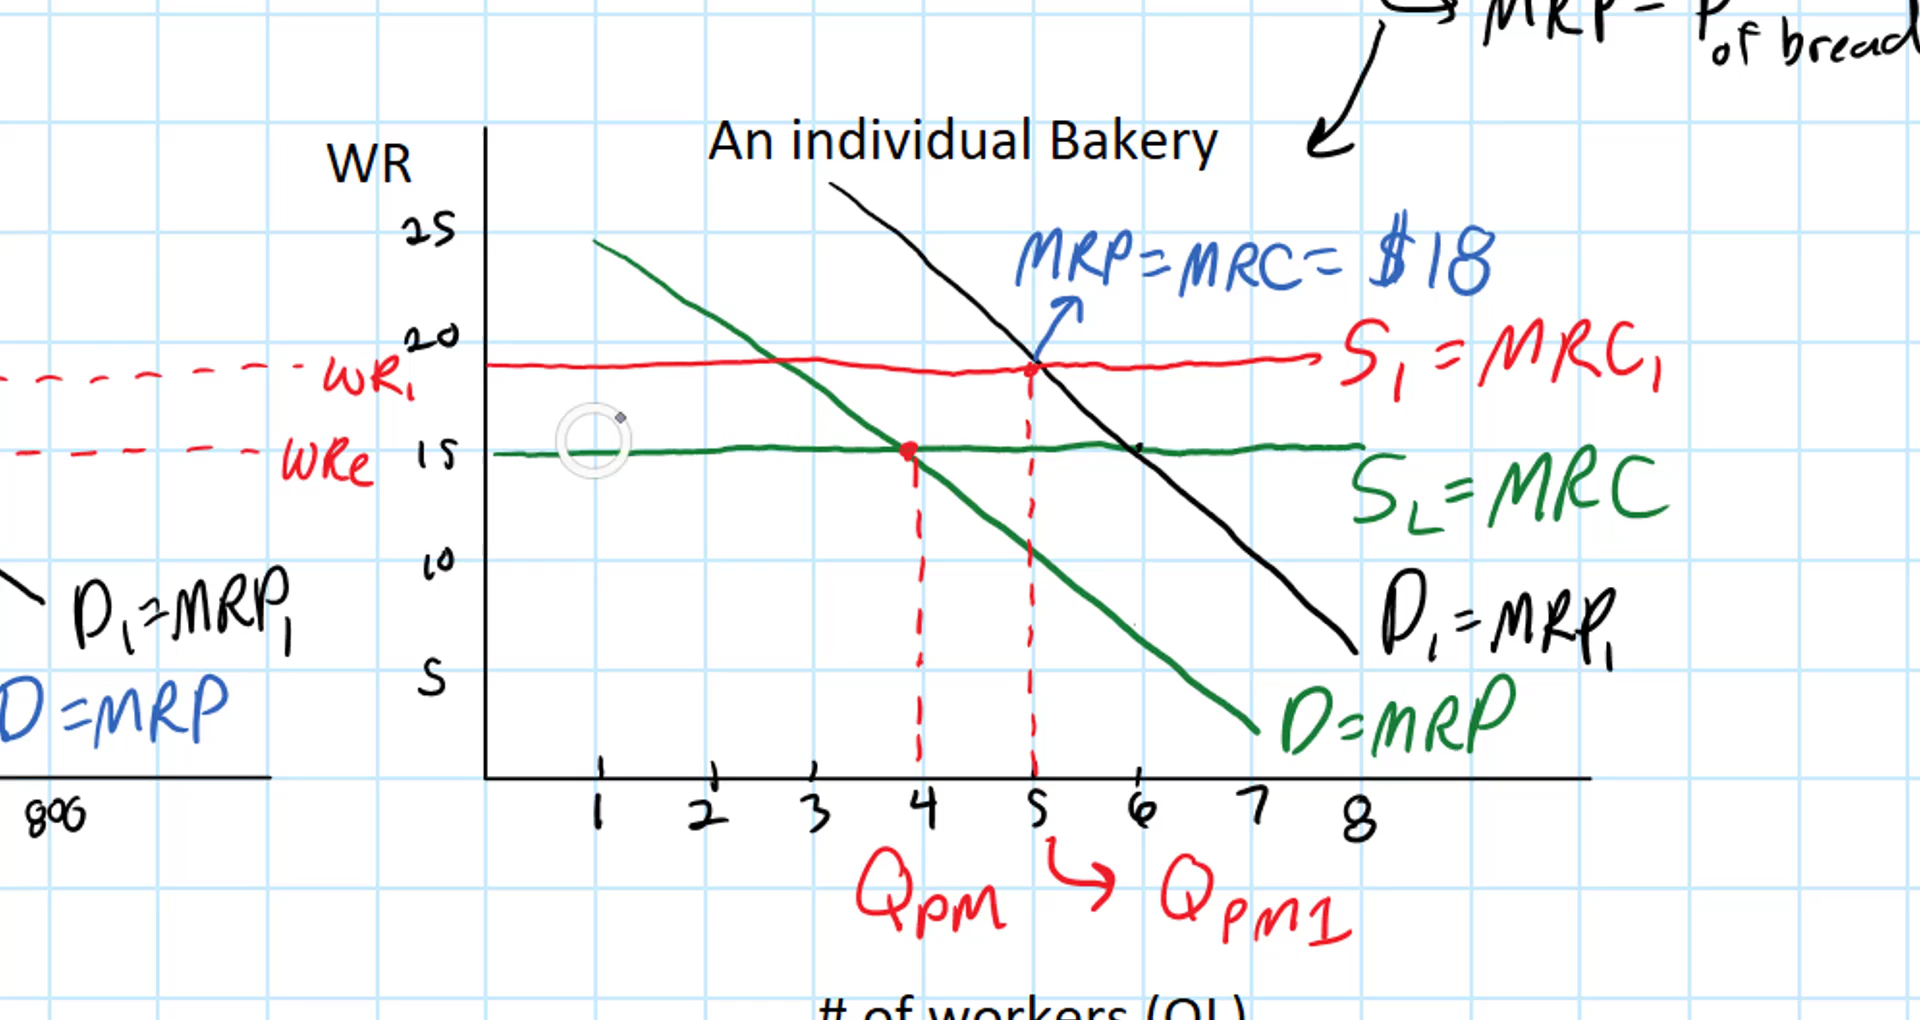 MRP = P of bread
An individual Bakery
WR
25
MRP = MRC = $18
20
WR1
S1 = MRC1
WRe
15
SL = MRC
10
D1 = MRP1
D1 = MRP1
5
D = MRP
D = MRP
806
1 2 3 4 5 6 7 8
QPM QPM1
# of workers (QL)